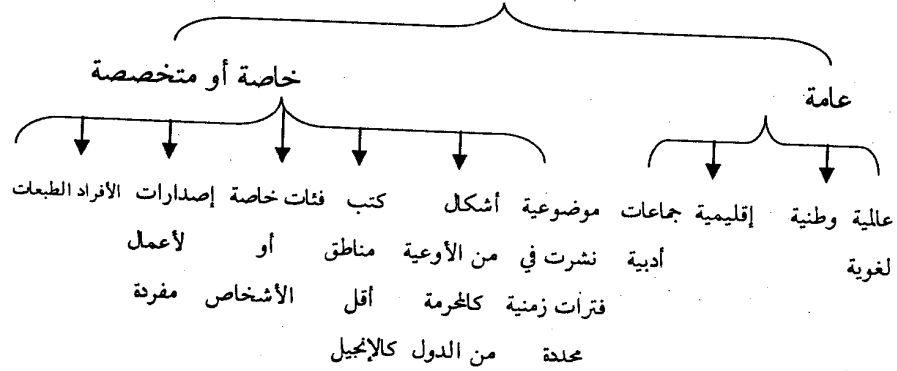 خاصة أو متخصصة
عامة
عالمية وطنية إقليمية جماعات موضوعية أشكال كتب فئات خاصة إصدارات الأفراد الطبعات
لغوية أدبية نشرت في من الأوعية مناطق أو لأعمال
فترات زمنية كالمحرمة أقل الأشخاص مفردة
محددة من الدول كالإنجيل